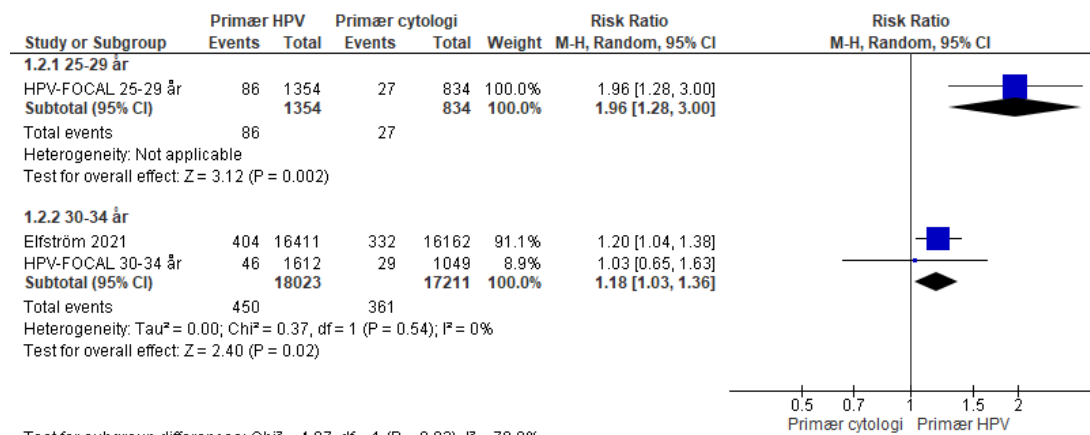 Primær HPV Primær cytologi Risk Ratio Risk Ratio
Study or Subgroup Events Total Events Total Weight M-H, Random, 95% CI M-H, Random, 95% CI
1.2.1 25-29 år
HPV-FOCAL 25-29 år 86 1354 27 834 100.0% 1.96 [1.28, 3.00]
Subtotal (95% CI) 1354 834 100.0% 1.96 [1.28, 3.00]
Total events 86 27
Heterogeneity: Not applicable
Test for overall effect: Z = 3.12 (P = 0.002)
1.2.2 30-34 år
Elfström 2021 404 16411 332 16162 91.1% 1.20 [1.04, 1.38]
HPV-FOCAL 30-34 år 46 1612 29 1049 8.9% 1.03 [0.65, 1.63]
Subtotal (95% CI) 18023 17211 100.0% 1.18 [1.03, 1.36]
Total events 450 361
Heterogeneity: Tau² = 0.00; Chi² = 0.37, df = 1 (P = 0.54); I² = 0%
Test for overall effect: Z = 2.40 (P = 0.02)
0.5 0.7 1 1.5 2
Primær cytologi Primær HPV